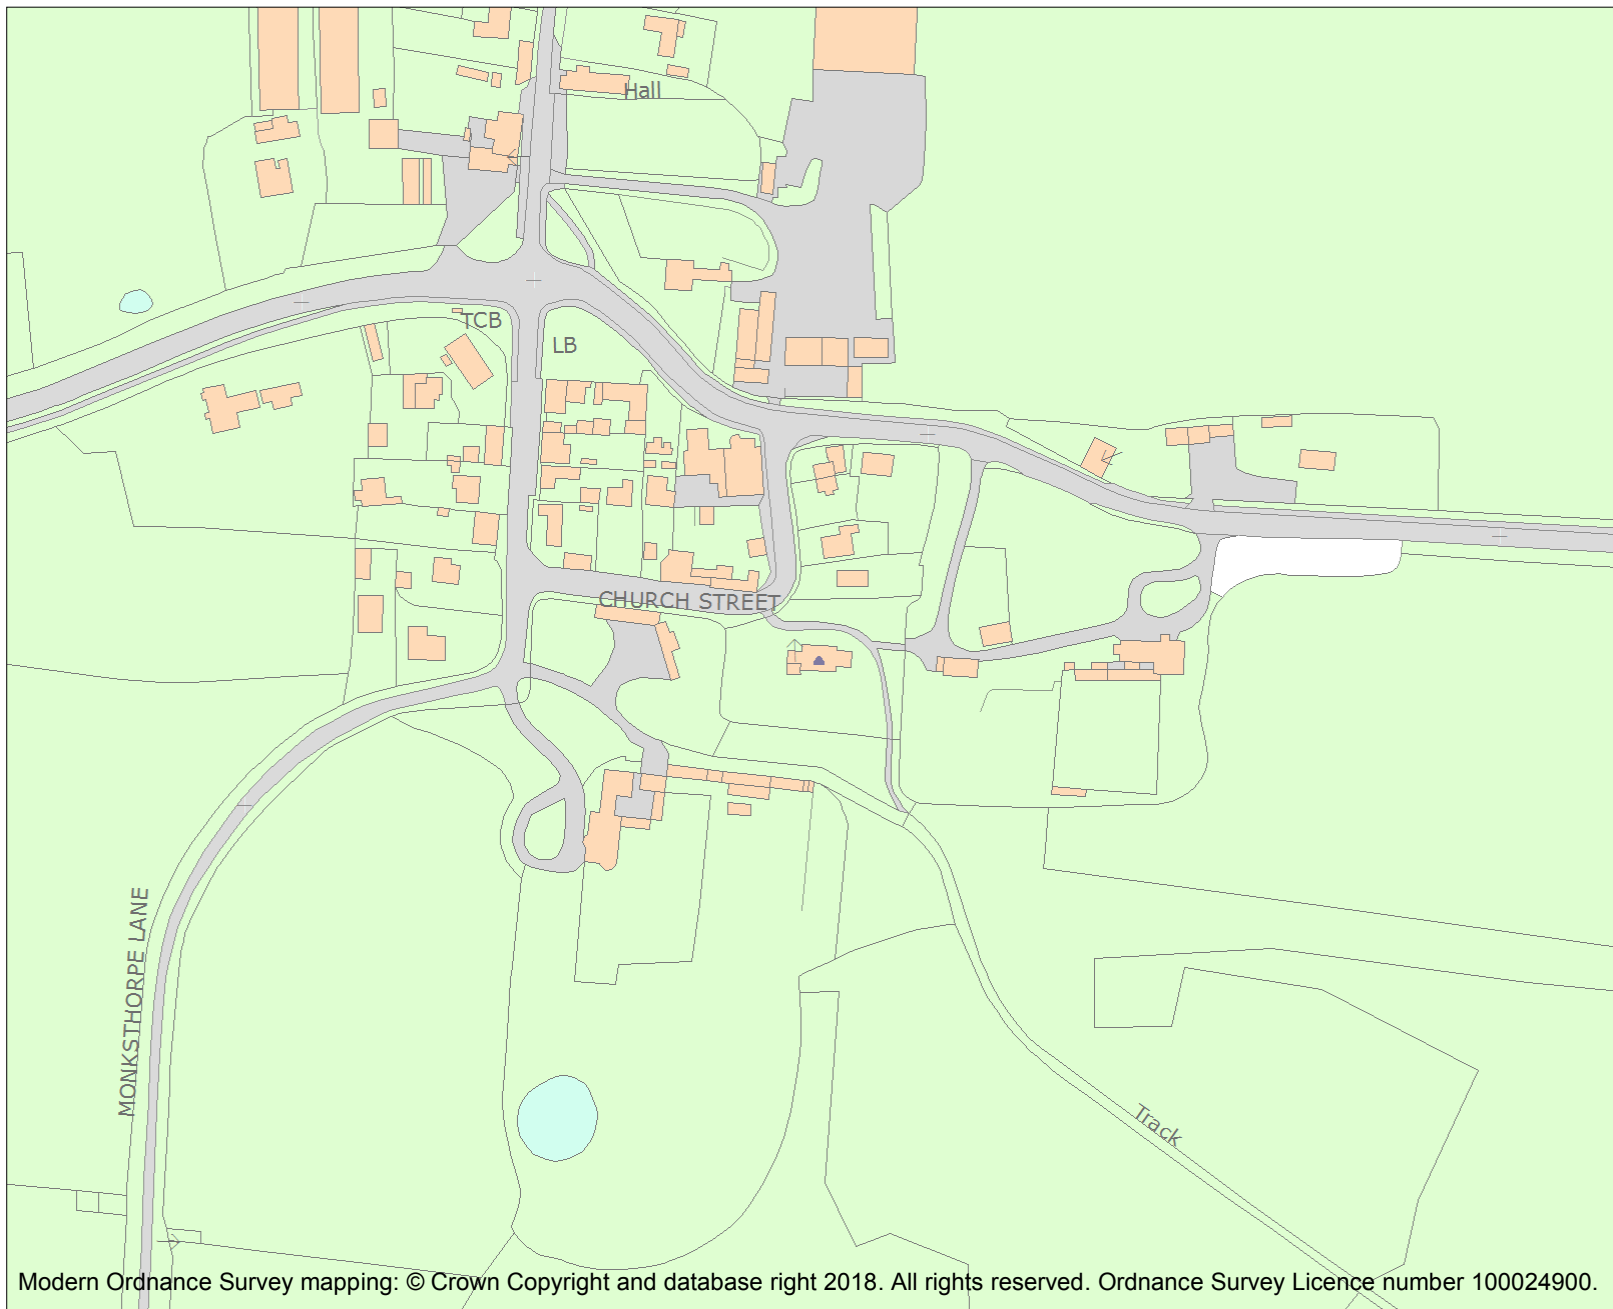 Hall
TCB
LB
CHURCH STREET
MONKSTHORPE LANE
Track
Modern Ordnance Survey mapping: © Crown Copyright and database right 2018. All rights reserved. Ordnance Survey Licence number 100024900.